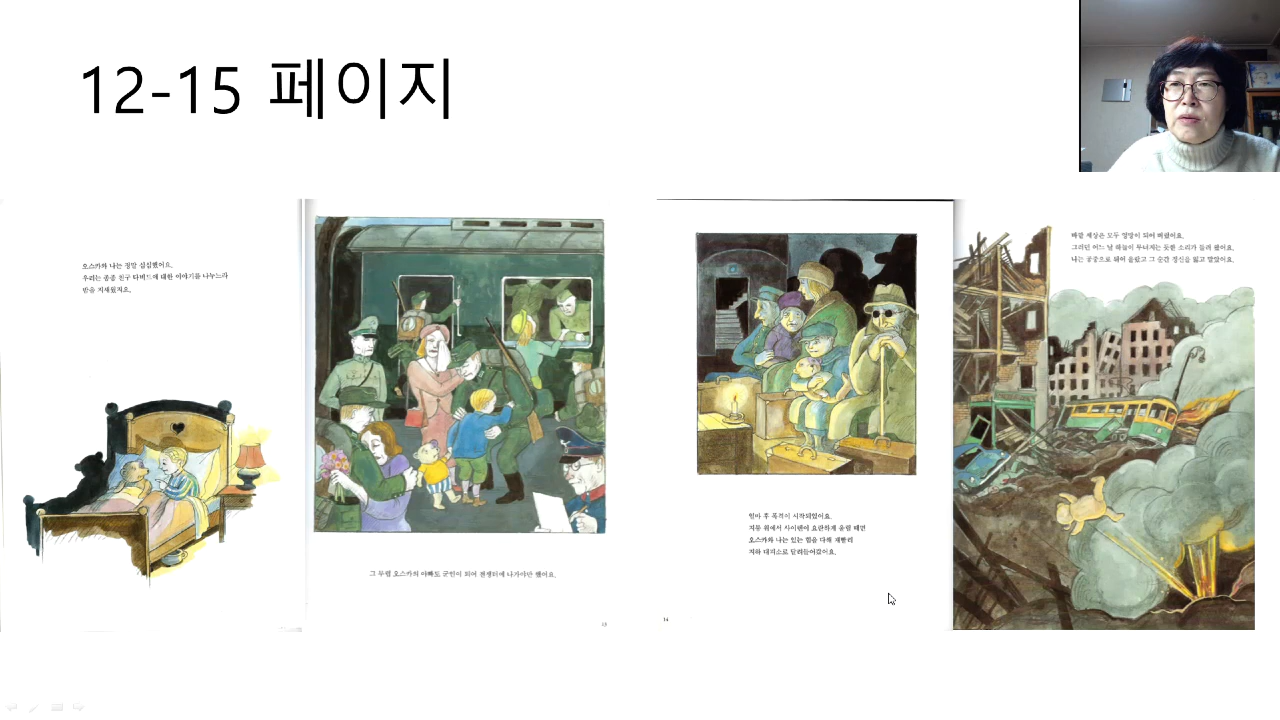 12-15 페이지
오스카와 나는 정말 심심했어요.
우리는 종종 친구 다비드에 대한 이야기를 나누느라
밤을 지새웠지요.
그 무렵 오스카의 아빠도 군인이 되어 전쟁터에 나가야만 했어요.
13
얼마 후 폭격이 시작되었어요.
지붕 위에서 사이렌이 요란하게 울릴 때면
오스카와 나는 있는 힘을 다해 재빨리
지하 대피소로 달려들어갔어요.
14
바깥 세상은 모두 엉망이 되어 버렸어요.
그러던 어느 날 하늘이 무너지는 듯한 소리가 들려 왔어요.
나는 공중으로 튀어 올랐고 그 순간 정신을 잃고 말았어요.